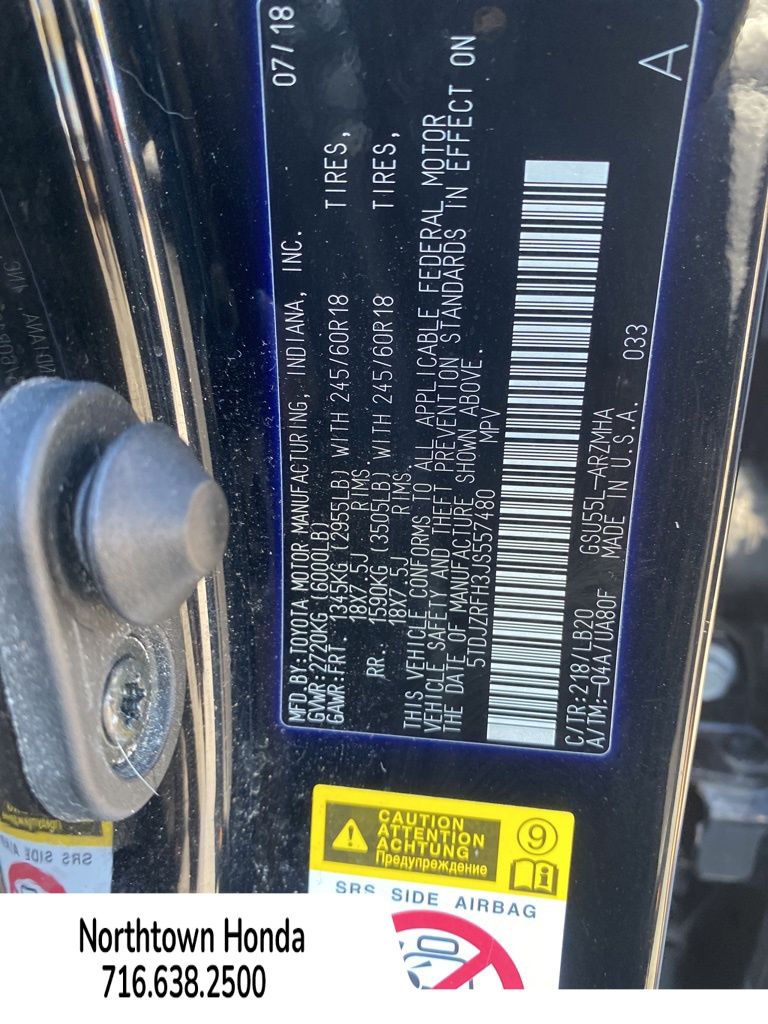 07/18
MFD.BY:TOYOTA MOTOR MANUFACTURING, INDIANA, INC.
GVWR:2720KG (6000LB)
GAWR:FRT. 1345KG (2955LB) WITH 245/60R18 TIRES,
18X7.5J RIMS,
RR. 1590KG (3505LB) WITH 245/60R18 TIRES,
18X7.5J RIMS.
THIS VEHICLE CONFORMS TO ALL APPLICABLE FEDERAL MOTOR
VEHICLE SAFETY AND THEFT PREVENTION STANDARDS IN EFFECT ON
THE DATE OF MANUFACTURE SHOWN ABOVE.
5TDJZRFH3JS557480 MPV
A
C/TR:218/LB20 GSU55L-ARZMHA
A/TM:-04A/UA80F MADE IN U.S.A. 033
CAUTION
ATTENTION
ACHTUNG
Предупреждение
9
SRS SIDE AIRBAG
Northtown Honda
716.638.2500